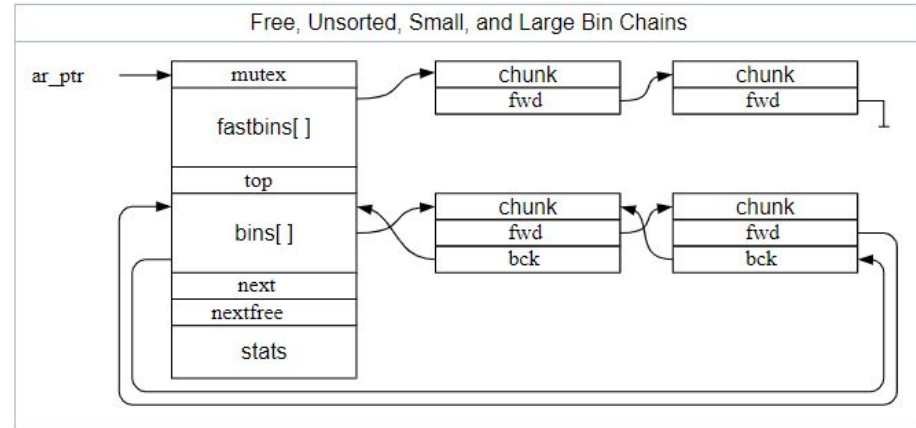 Free, Unsorted, Small, and Large Bin Chains
ar_ptr
mutex
fastbins[ ]
top
bins[ ]
next
nextfree
stats
chunk
fwd
chunk
fwd
chunk
fwd
bck
chunk
fwd
bck